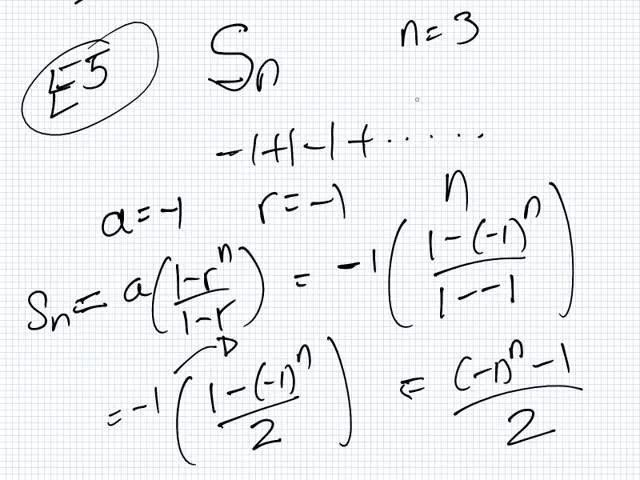 E5 Sn n = 3
-1+1-1+ ......
a = -1 r = -1 n
Sn = a(1-r^n/1-r) = -1(1-(-1)^n/1--1)
= -1(1-(-1)^n/2) = (-1)^n-1/2